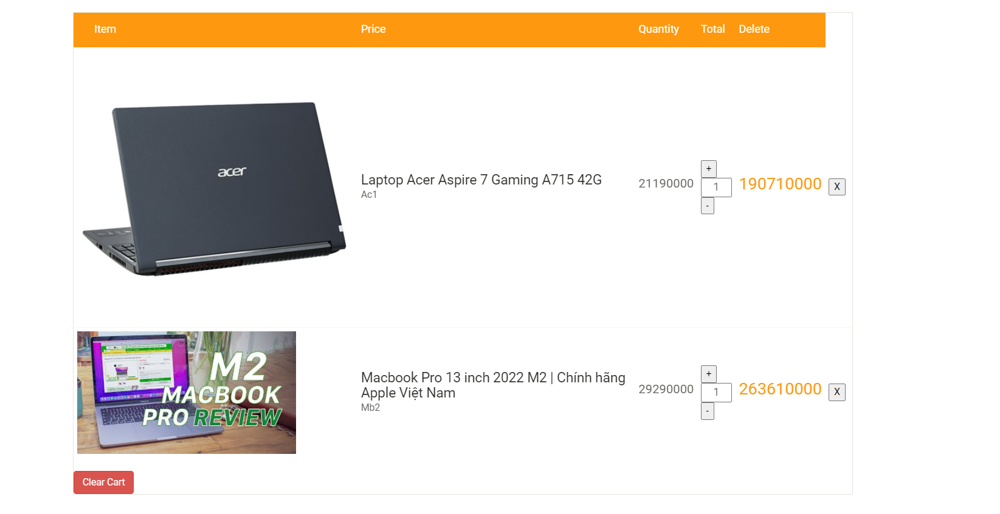 Item Price Quantity Total Delete
acer
Laptop Acer Aspire 7 Gaming A715 42G
Ac1
21190000
+
1
-
190710000
X
M2
MACBOOK
PRO REVIEW
Macbook Pro 13 inch 2022 M2 | Chính hãng
Apple Việt Nam
Mb2
29290000
+
1
-
263610000
X
Clear Cart